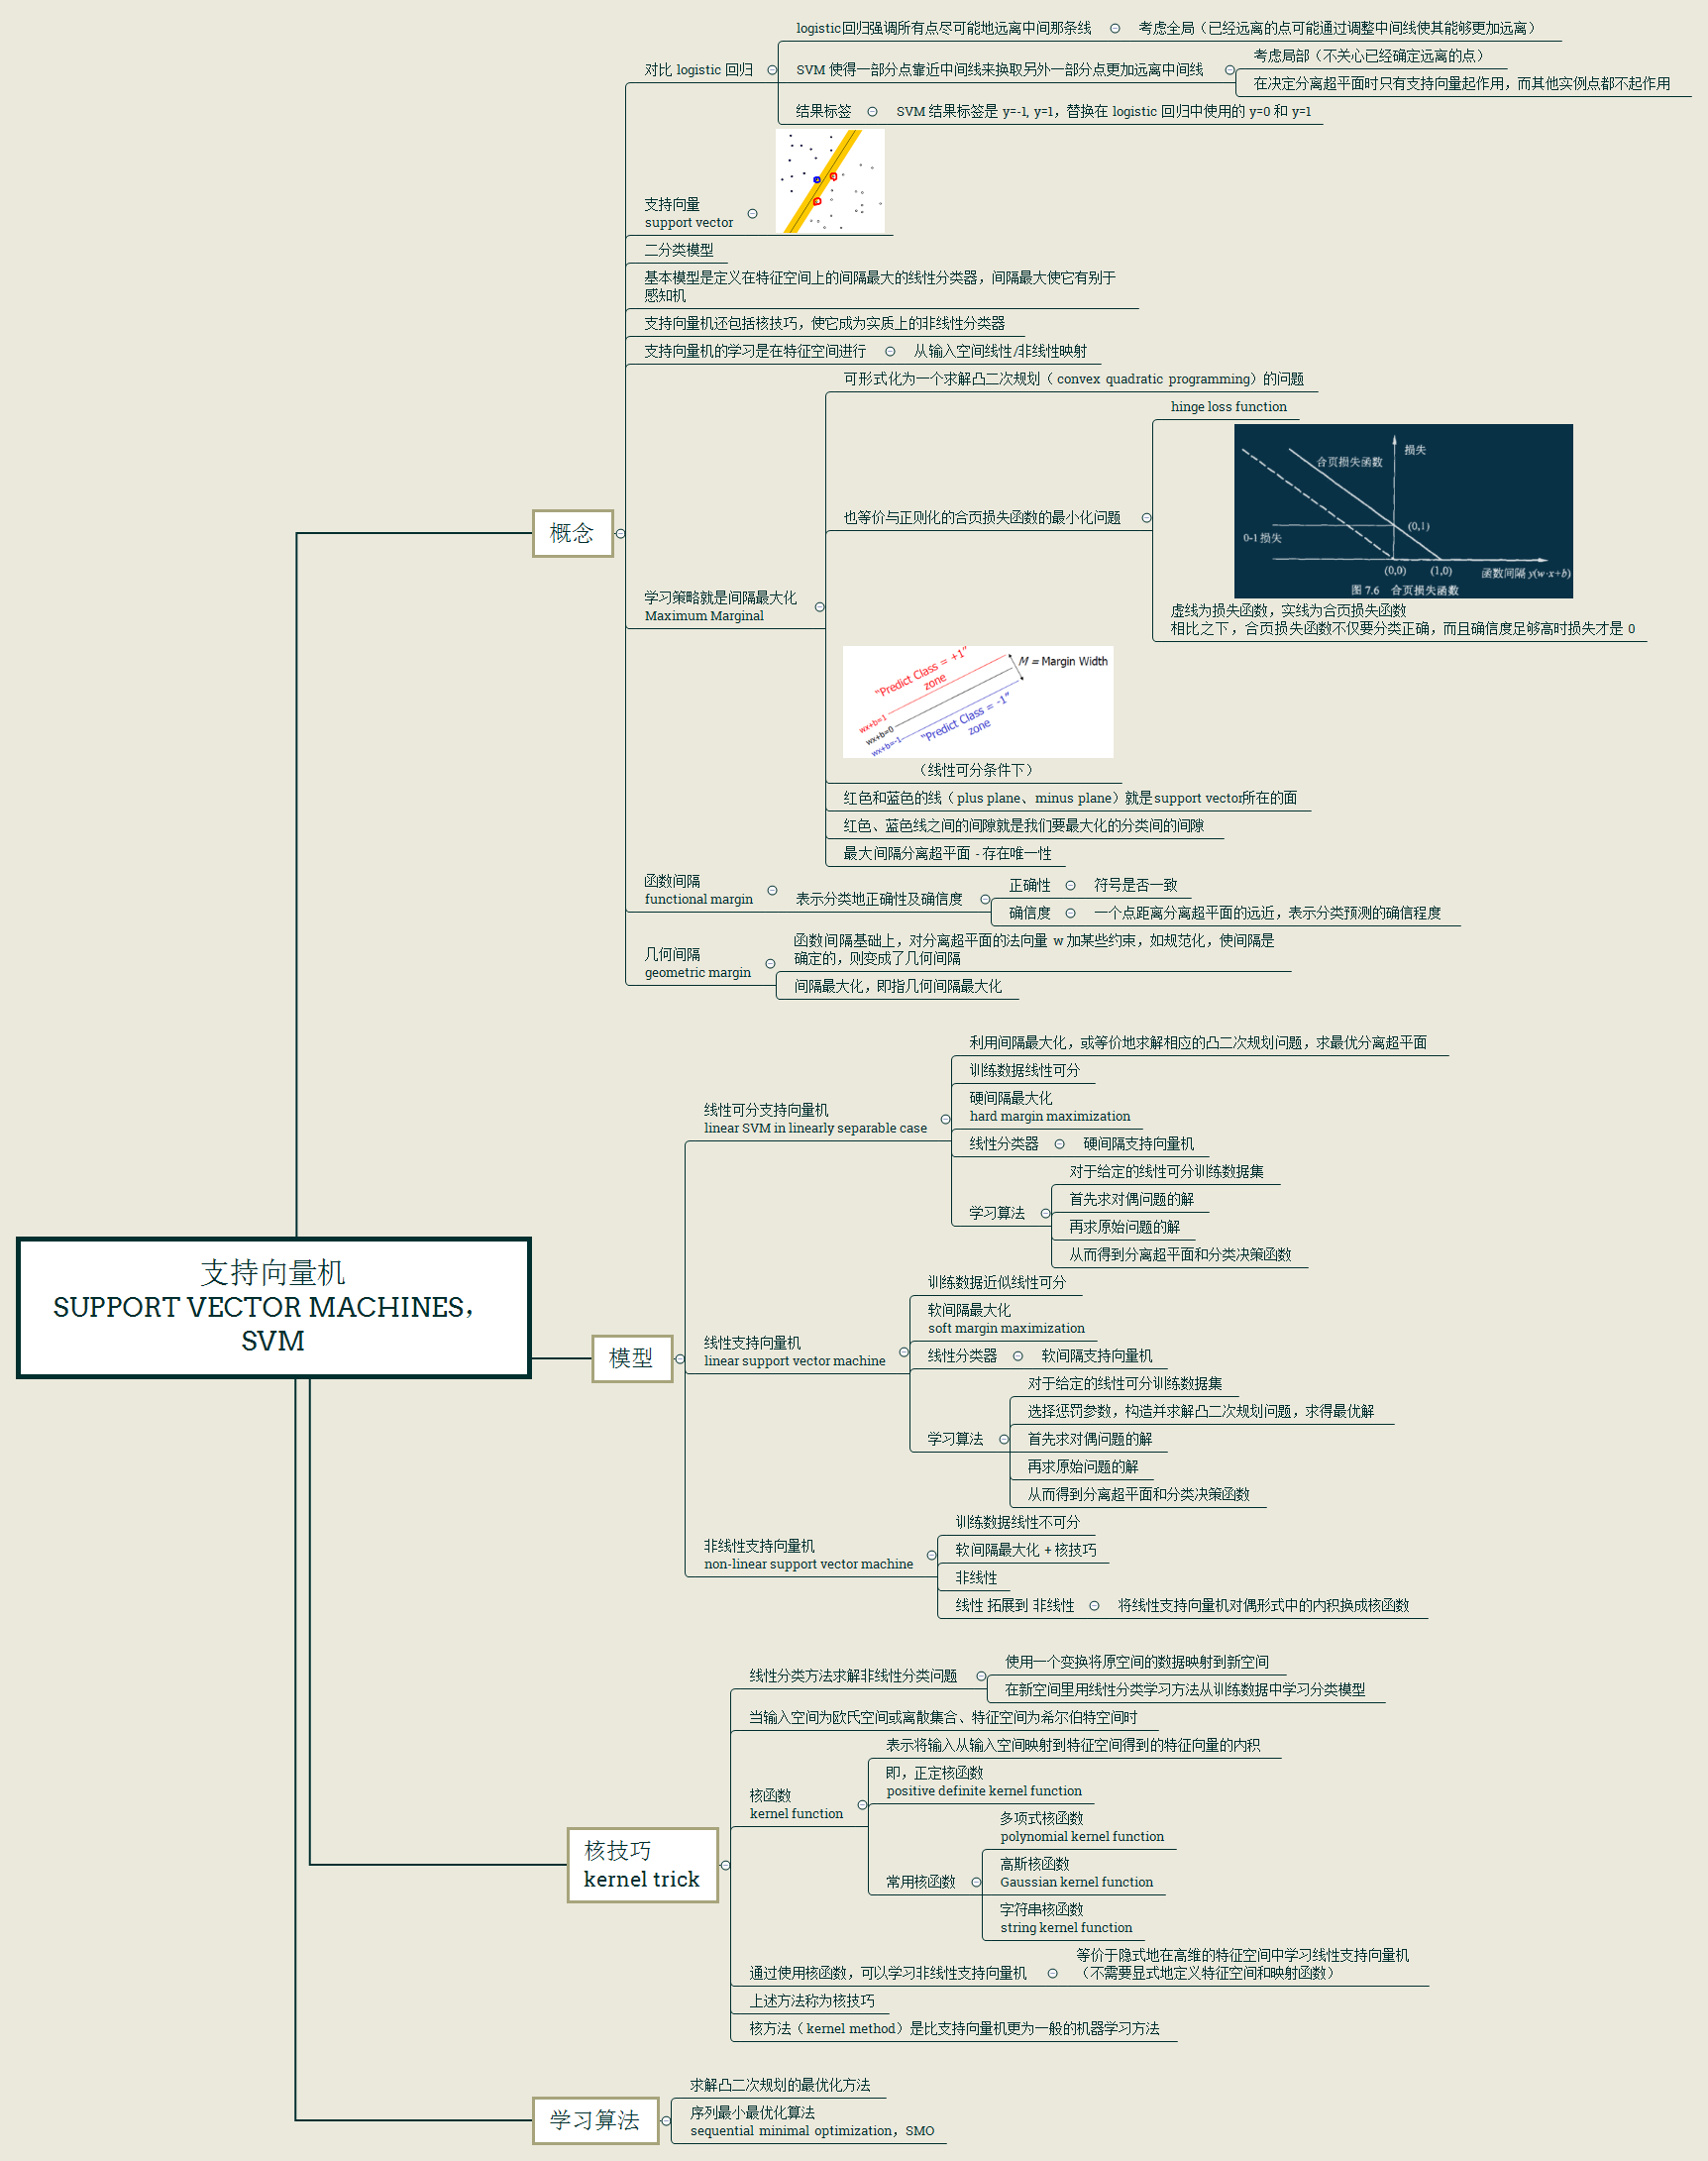 logistic回归强调所有点尽可能地远离中间那条线
考虑全局（已经远离的点可能通过调整中间线使其能够更加远离）
对比 logistic 回归
SVM 使得一部分点靠近中间线来换取另外一部分点更加远离中间线
考虑局部（不关心已经确定远离的点）
在决定分离超平面时只有支持向量起作用，而其他实例点都不起作用
结果标签
SVM 结果标签是 y=-1, y=1，替换在 logistic 回归中使用的 y=0 和 y=1
支持向量
support vector
二分类模型
基本模型是定义在特征空间上的间隔最大的线性分类器，间隔最大使它有别于
感知机
支持向量机还包括核技巧，使它成为实质上的非线性分类器
支持向量机的学习是在特征空间进行
从输入空间线性/非线性映射
概念
学习策略就是间隔最大化
Maximum Marginal
可形式化为一个求解凸二次规划（ convex quadratic programming）的问题
也等价与正则化的合页损失函数的最小化问题
hinge loss function
损失
合页损失函数
(0,1)
0-1 损失
(0,0)
(1,0)
函数间隔 y(w·x+b)
图 7.6 合页损失函数
虚线为损失函数，实线为合页损失函数
相比之下，合页损失函数不仅要分类正确，而且确信度足够高时损失才是 0
"Predict Class = +1"
zone
M = Margin Width
wx+b=1
wx+b=0
wx+b=-1
"Predict Class = -1"
zone
（线性可分条件下）
红色和蓝色的线（ plus plane、minus plane）就是support vector所在的面
红色、蓝色线之间的间隙就是我们要最大化的分类间的间隙
最大间隔分离超平面 - 存在唯一性
函数间隔
functional margin
表示分类地正确性及确信度
正确性
符号是否一致
确信度
一个点距离分离超平面的远近，表示分类预测的确信程度
几何间隔
geometric margin
函数间隔基础上，对分离超平面的法向量 w 加某些约束，如规范化，使间隔是
确定的，则变成了几何间隔
间隔最大化，即指几何间隔最大化
支持向量机
SUPPORT VECTOR MACHINES，
SVM
模型
线性可分支持向量机
linear SVM in linearly separable case
利用间隔最大化，或等价地求解相应的凸二次规划问题，求最优分离超平面
训练数据线性可分
硬间隔最大化
hard margin maximization
线性分类器
硬间隔支持向量机
学习算法
对于给定的线性可分训练数据集
首先求对偶问题的解
再求原始问题的解
从而得到分离超平面和分类决策函数
线性支持向量机
linear support vector machine
训练数据近似线性可分
软间隔最大化
soft margin maximization
线性分类器
软间隔支持向量机
学习算法
对于给定的线性可分训练数据集
选择惩罚参数，构造并求解凸二次规划问题，求得最优解
首先求对偶问题的解
再求原始问题的解
从而得到分离超平面和分类决策函数
非线性支持向量机
non-linear support vector machine
训练数据线性不可分
软间隔最大化 + 核技巧
非线性
线性 拓展到 非线性
将线性支持向量机对偶形式中的内积换成核函数
核技巧
kernel trick
线性分类方法求解非线性分类问题
使用一个变换将原空间的数据映射到新空间
在新空间里用线性分类学习方法从训练数据中学习分类模型
当输入空间为欧氏空间或离散集合、特征空间为希尔伯特空间时
核函数
kernel function
表示将输入从输入空间映射到特征空间得到的特征向量的内积
即，正定核函数
positive definite kernel function
常用核函数
多项式核函数
polynomial kernel function
高斯核函数
Gaussian kernel function
字符串核函数
string kernel function
通过使用核函数，可以学习非线性支持向量机
等价于隐式地在高维的特征空间中学习线性支持向量机
（不需要显式地定义特征空间和映射函数）
上述方法称为核技巧
核方法（ kernel method）是比支持向量机更为一般的机器学习方法
学习算法
求解凸二次规划的最优化方法
序列最小最优化算法
sequential minimal optimization，SMO